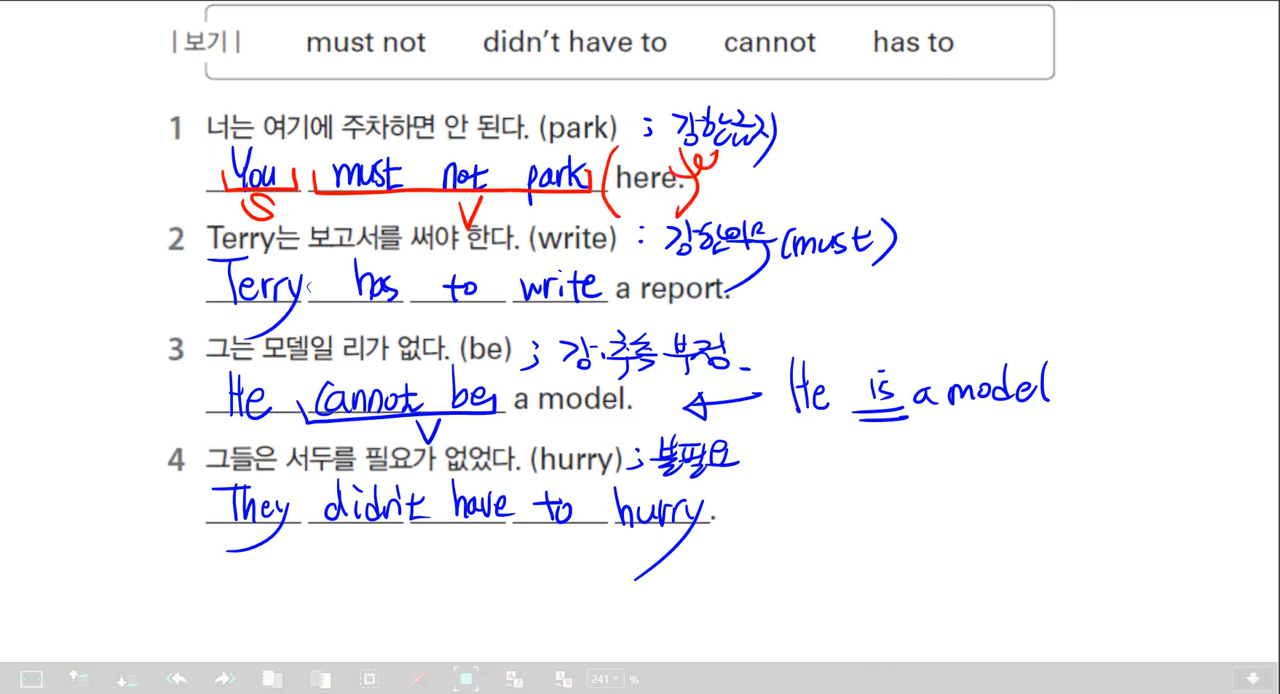 |보기| must not didn't have to cannot has to
1 너는 여기에 주차하면 안 된다. (park) ; 강한금지
You must not park (here.)
S V
2 Terry는 보고서를 써야 한다. (write) : 강한의무 (must)
Terry has to write a report.
3 그는 모델일 리가 없다. (be) ; 강.추측 부정
He cannot be a model. He is a model
V
4 그들은 서두를 필요가 없었다. (hurry) ; 불필요
They didn't have to hurry.
241 %